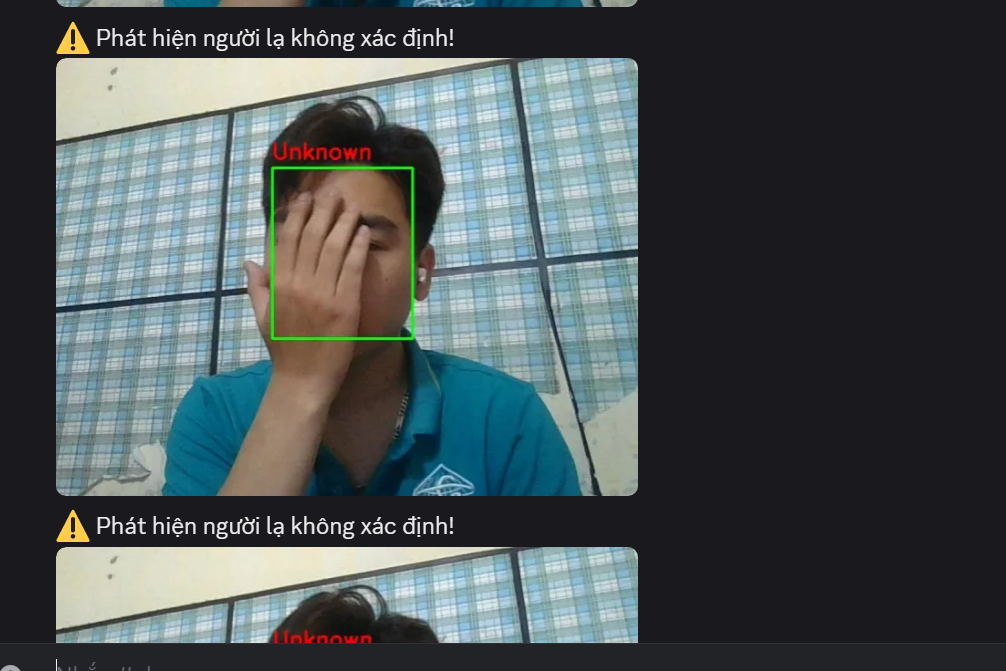 Phát hiện người lạ không xác định!
Unknown
Phát hiện người lạ không xác định!
Unknown